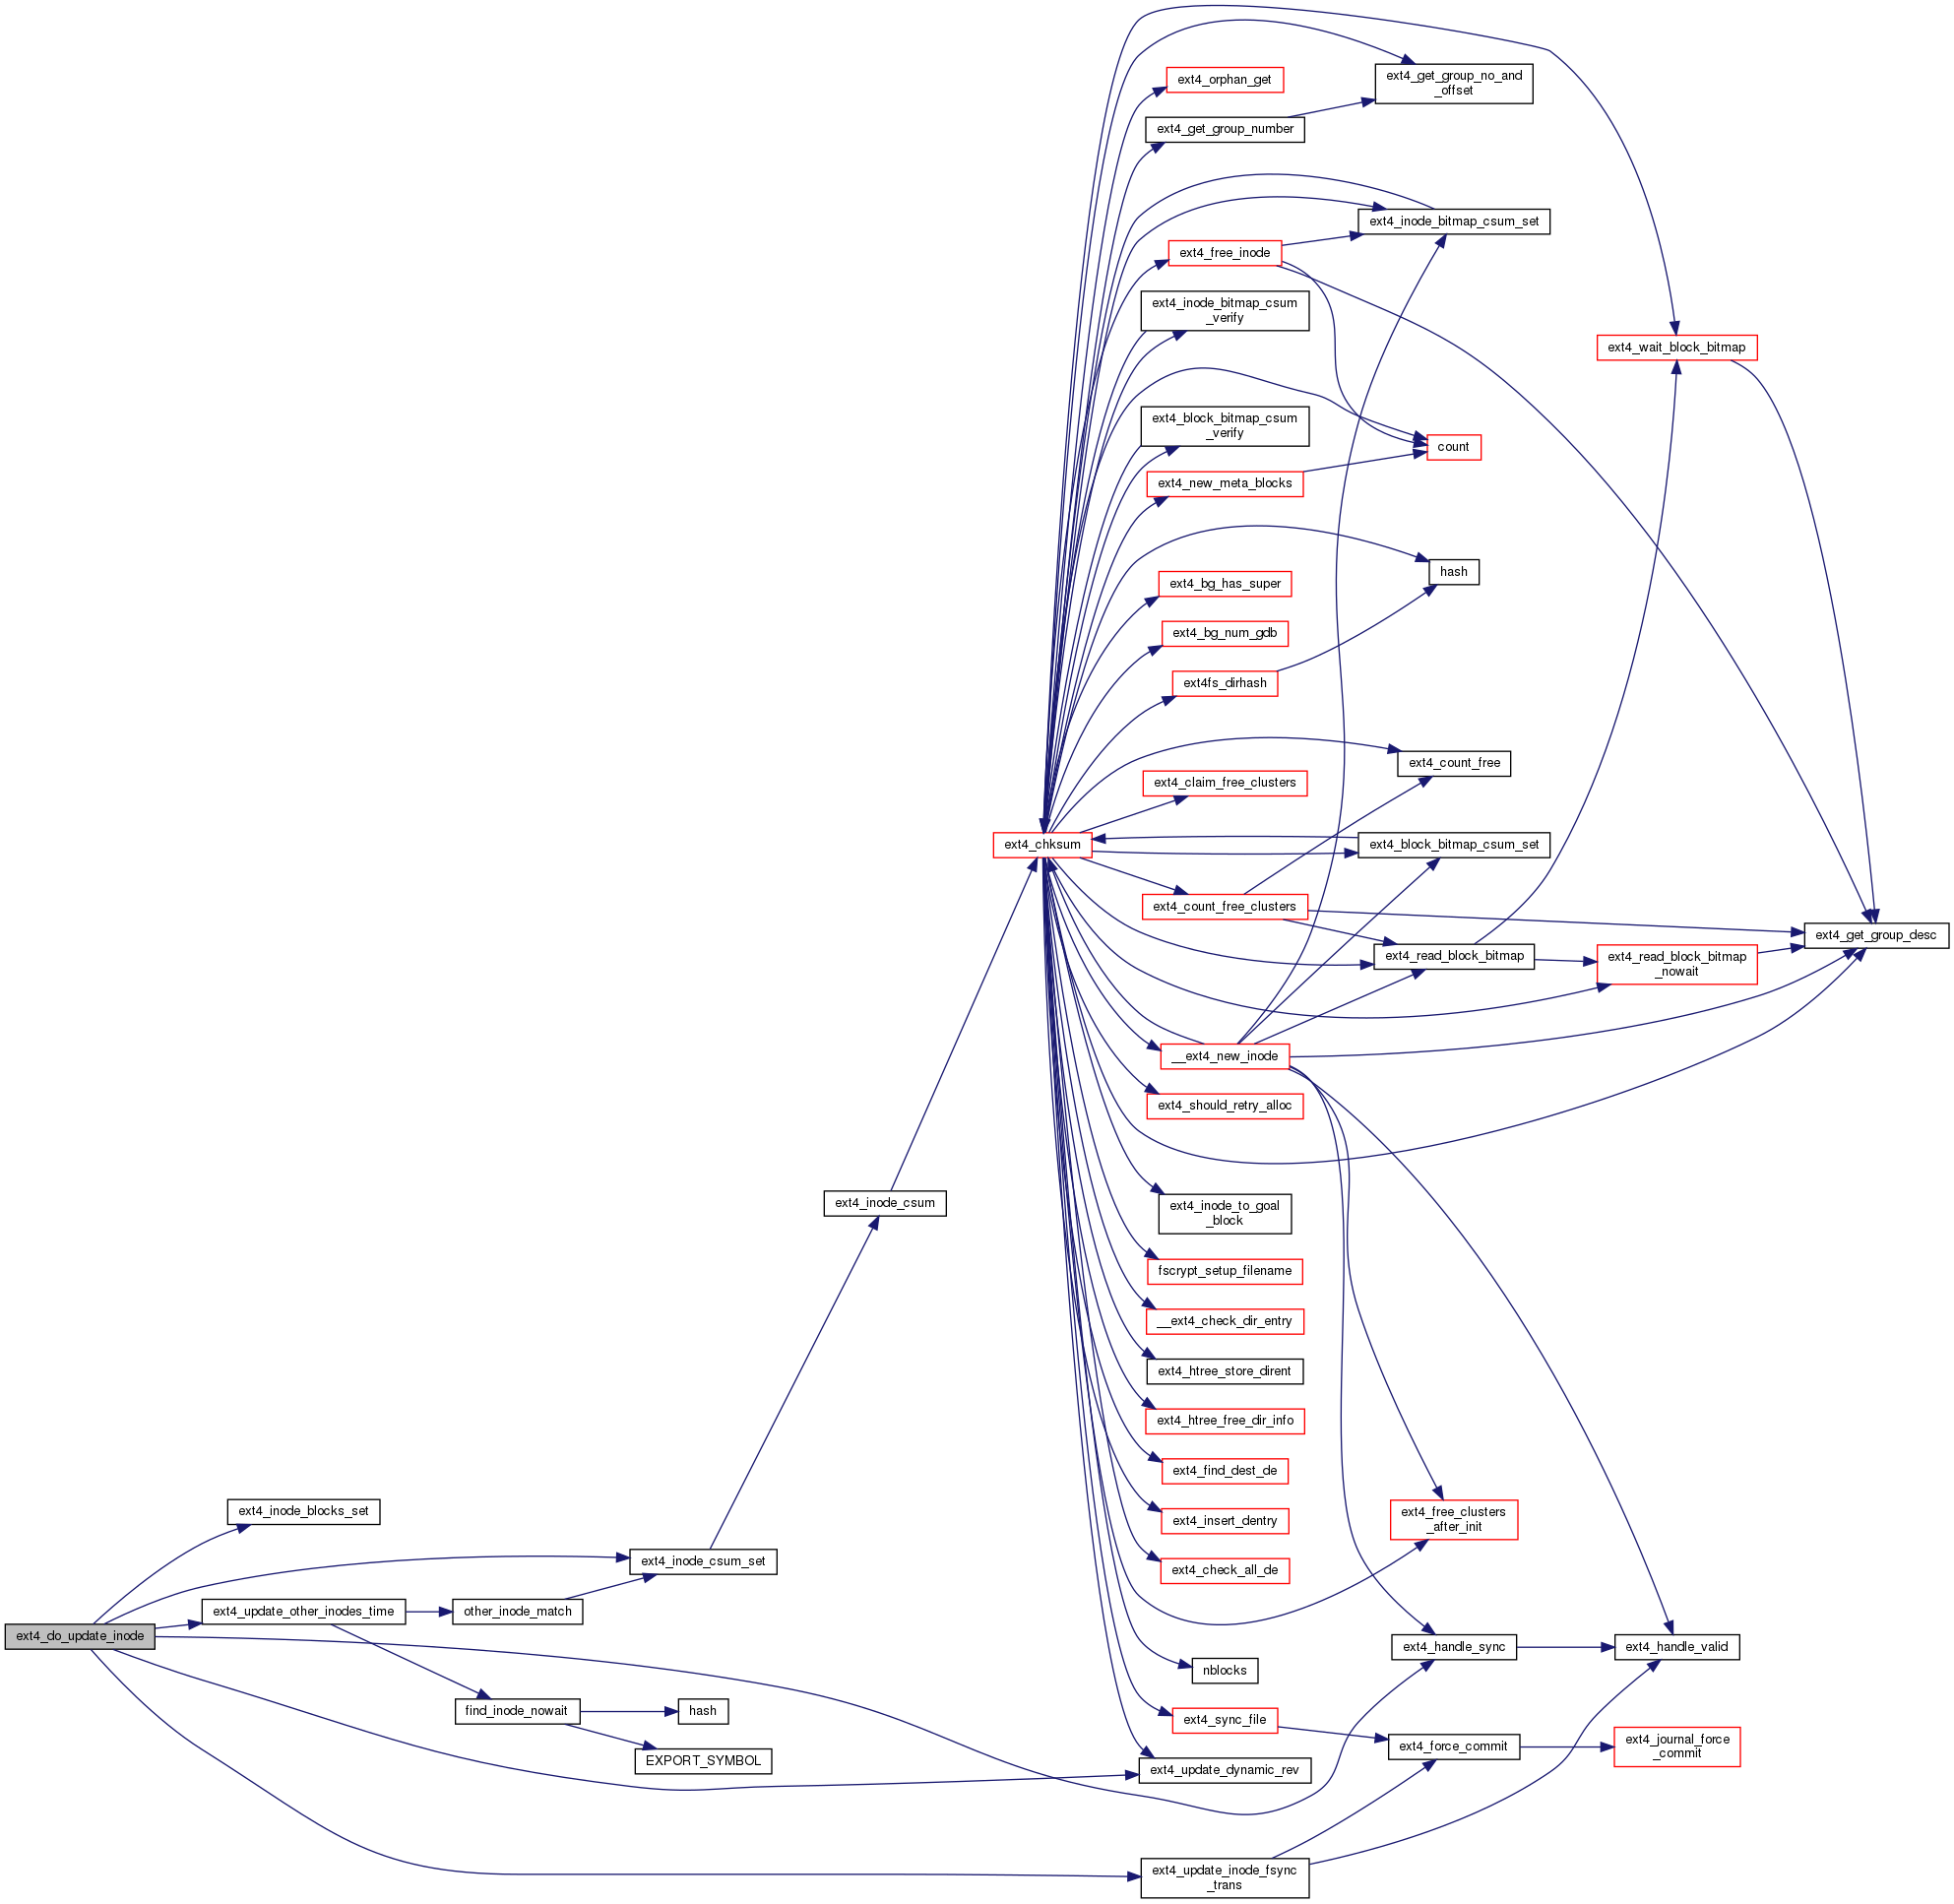 ext4_get_group_no_and
_offset
ext4_orphan_get
ext4_get_group_number
ext4_inode_bitmap_csum_set
ext4_free_inode
ext4_inode_bitmap_csum
_verify
ext4_wait_block_bitmap
ext4_block_bitmap_csum
_verify
count
ext4_new_meta_blocks
hash
ext4_bg_has_super
ext4_bg_num_gdb
ext4fs_dirhash
ext4_count_free
ext4_claim_free_clusters
ext4_chksum
ext4_block_bitmap_csum_set
ext4_count_free_clusters
ext4_get_group_desc
ext4_read_block_bitmap
ext4_read_block_bitmap
_nowait
__ext4_new_inode
ext4_should_retry_alloc
ext4_inode_csum
ext4_inode_to_goal
_block
fscrypt_setup_filename
__ext4_check_dir_entry
ext4_htree_store_dirent
ext4_htree_free_dir_info
ext4_find_dest_de
ext4_inode_blocks_set
ext4_insert_dentry
ext4_free_clusters
_after_init
ext4_inode_csum_set
ext4_check_all_de
ext4_update_other_inodes_time
other_inode_match
ext4_do_update_inode
ext4_handle_sync
ext4_handle_valid
nblocks
find_inode_nowait
hash
ext4_sync_file
EXPORT_SYMBOL
ext4_force_commit
ext4_journal_force
_commit
ext4_update_dynamic_rev
ext4_update_inode_fsync
_trans